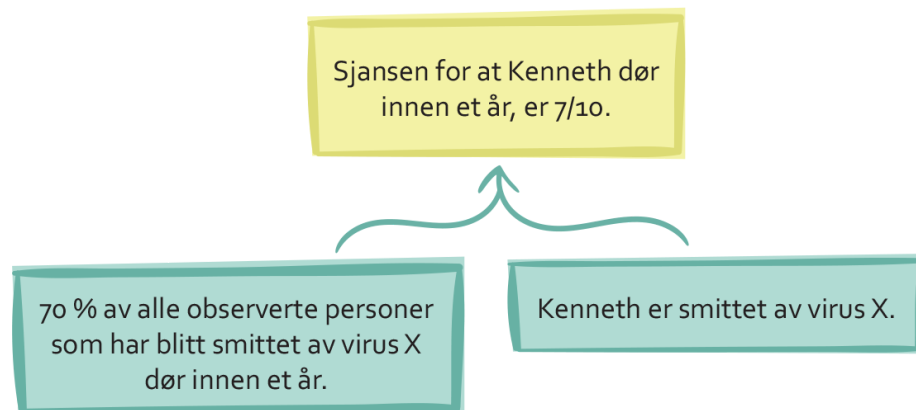 Sjansen for at Kenneth dør
innen et år, er 7/10.
70 % av alle observerte personer
som har blitt smittet av virus X
dør innen et år.
Kenneth er smittet av virus X.